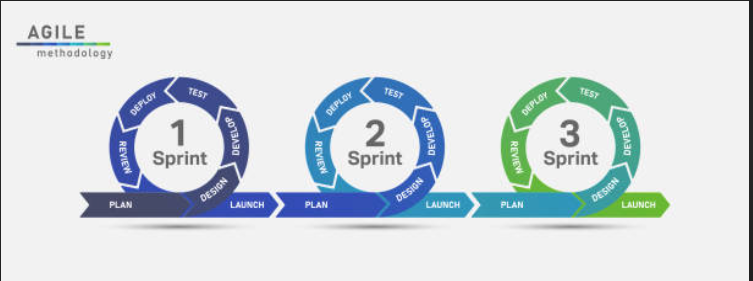 AGILE
methodology
1
Sprint
PLAN
DESIGN
DEVELOP
TEST
DEPLOY
REVIEW
LAUNCH
2
Sprint
PLAN
DESIGN
DEVELOP
TEST
DEPLOY
REVIEW
LAUNCH
3
Sprint
PLAN
DESIGN
DEVELOP
TEST
DEPLOY
REVIEW
LAUNCH